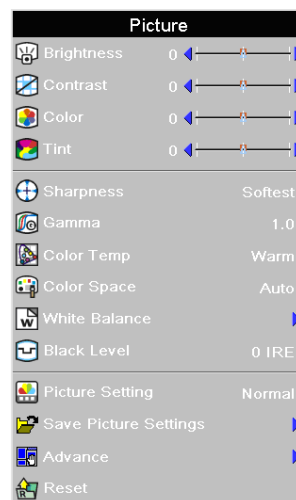 Picture
Brightness 0
Contrast 0
Color 0
Tint 0
Sharpness Softest
Gamma 1.0
Color Temp Warm
Color Space Auto
White Balance
Black Level 0 IRE
Picture Setting Normal
Save Picture Settings
Advance
Reset